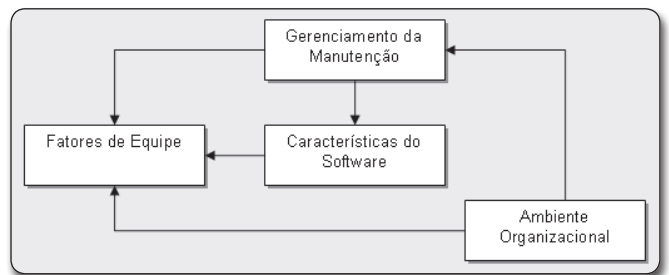 Gerenciamento da
Manutenção
Fatores de Equipe
Características do
Software
Ambiente
Organizacional